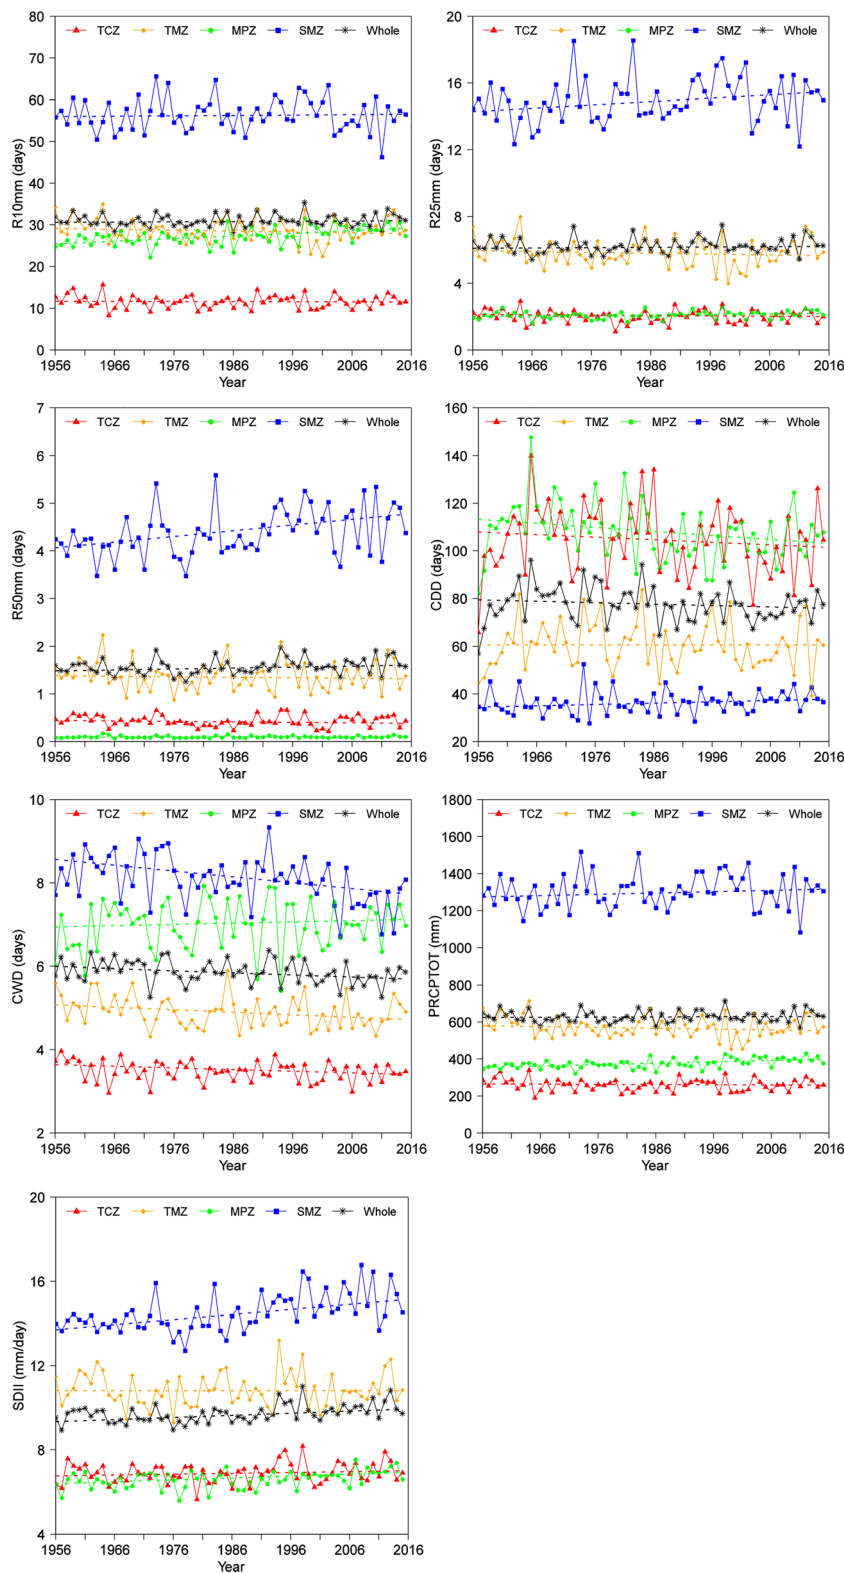 80
70
60
50
40
30
20
10
0
R10mm (days)
TCZ TMZ MPZ SMZ Whole
1956 1966 1976 1986 1996 2006 2016
Year
20
16
12
8
4
0
R25mm (days)
TCZ TMZ MPZ SMZ Whole
1956 1966 1976 1986 1996 2006 2016
Year
7
6
5
4
3
2
1
0
R50mm (days)
TCZ TMZ MPZ SMZ Whole
1956 1966 1976 1986 1996 2006 2016
Year
160
140
120
100
80
60
40
20
CDD (days)
TCZ TMZ MPZ SMZ Whole
1956 1966 1976 1986 1996 2006 2016
Year
10
8
6
4
2
CWD (days)
TCZ TMZ MPZ SMZ Whole
1956 1966 1976 1986 1996 2006 2016
Year
1800
1600
1400
1200
1000
800
600
400
200
0
PRCPTOT (mm)
TCZ TMZ MPZ SMZ Whole
1956 1966 1976 1986 1996 2006 2016
Year
20
16
12
8
4
SDII (mm/day)
TCZ TMZ MPZ SMZ Whole
1956 1966 1976 1986 1996 2006 2016
Year